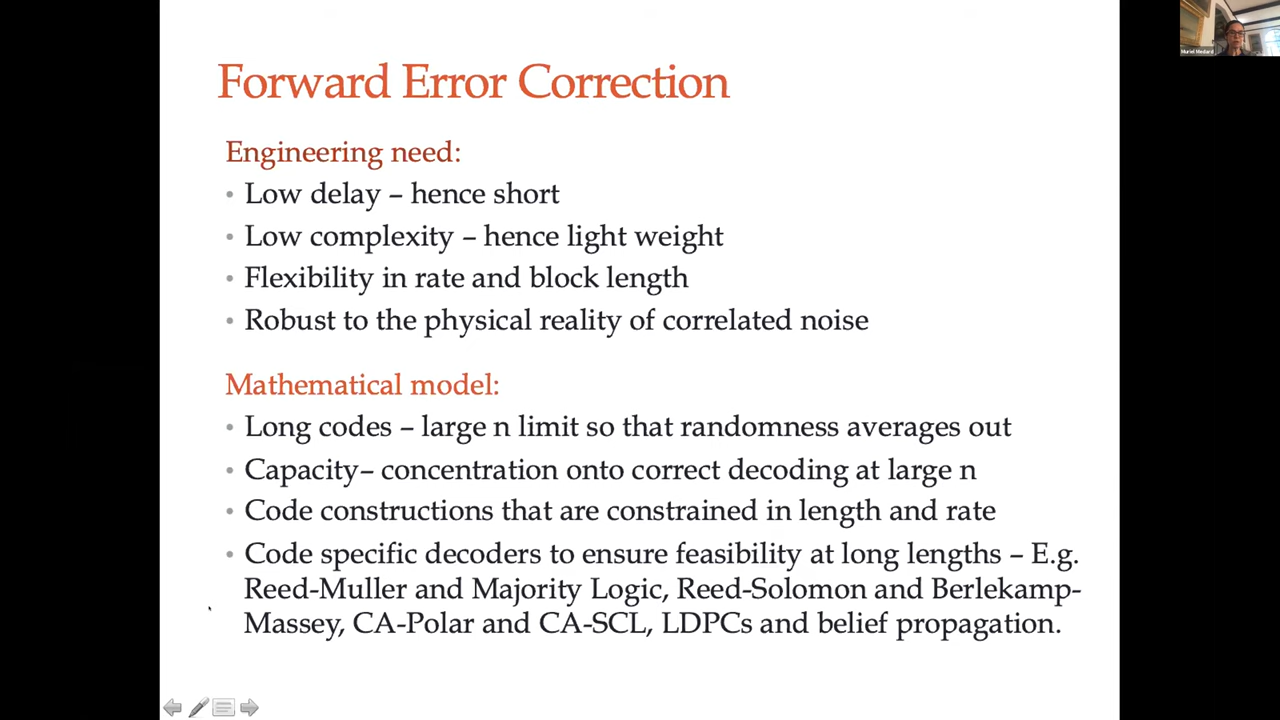 Forward Error Correction
Engineering need:
• Low delay – hence short
• Low complexity – hence light weight
• Flexibility in rate and block length
• Robust to the physical reality of correlated noise
Mathematical model:
• Long codes – large n limit so that randomness averages out
• Capacity– concentration onto correct decoding at large n
• Code constructions that are constrained in length and rate
• Code specific decoders to ensure feasibility at long lengths – E.g.
Reed-Muller and Majority Logic, Reed-Solomon and Berlekamp-
Massey, CA-Polar and CA-SCL, LDPCs and belief propagation.
Muriel Medard